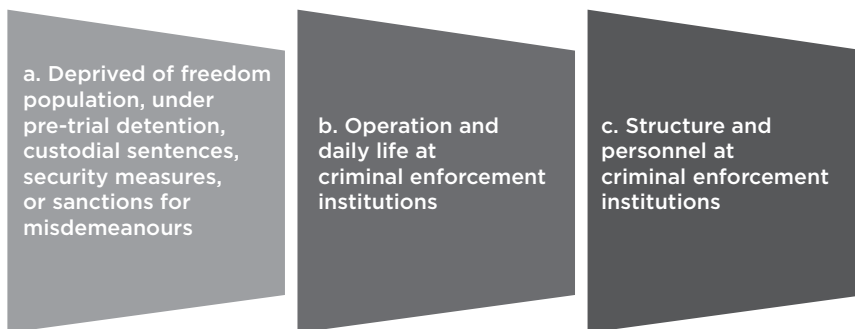 a. Deprived of freedom
population, under
pre-trial detention,
custodial sentences,
security measures,
or sanctions for
misdemeanours
b. Operation and
daily life at
criminal enforcement
institutions
c. Structure and
personnel at
criminal enforcement
institutions